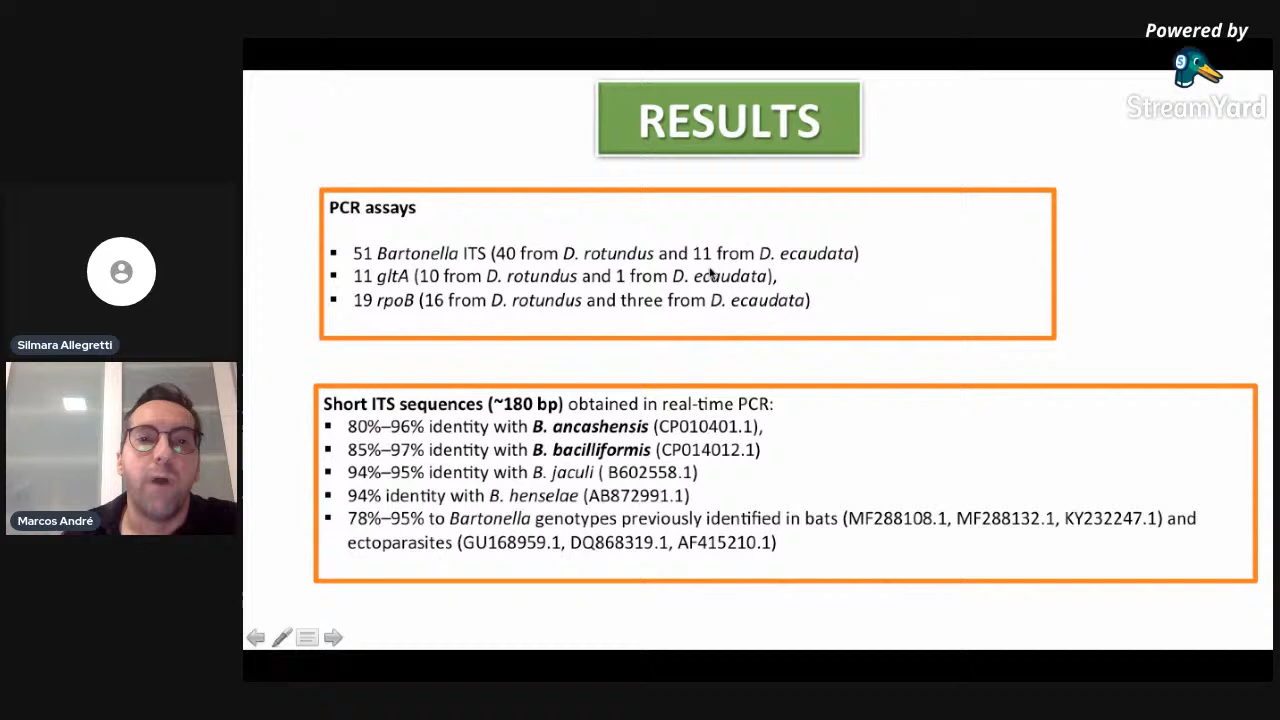 Powered by
StreamYard
RESULTS
PCR assays
▪ 51 Bartonella ITS (40 from D. rotundus and 11 from D. ecaudata)
▪ 11 gltA (10 from D. rotundus and 1 from D. ecaudata),
▪ 19 rpoB (16 from D. rotundus and three from D. ecaudata)
Short ITS sequences (~180 bp) obtained in real-time PCR:
▪ 80%–96% identity with B. ancashensis (CP010401.1),
▪ 85%–97% identity with B. bacilliformis (CP014012.1)
▪ 94%–95% identity with B. jaculi ( B602558.1)
▪ 94% identity with B. henselae (AB872991.1)
▪ 78%–95% to Bartonella genotypes previously identified in bats (MF288108.1, MF288132.1, KY232247.1) and
ectoparasites (GU168959.1, DQ868319.1, AF415210.1)
Silmara Allegretti
Marcos André